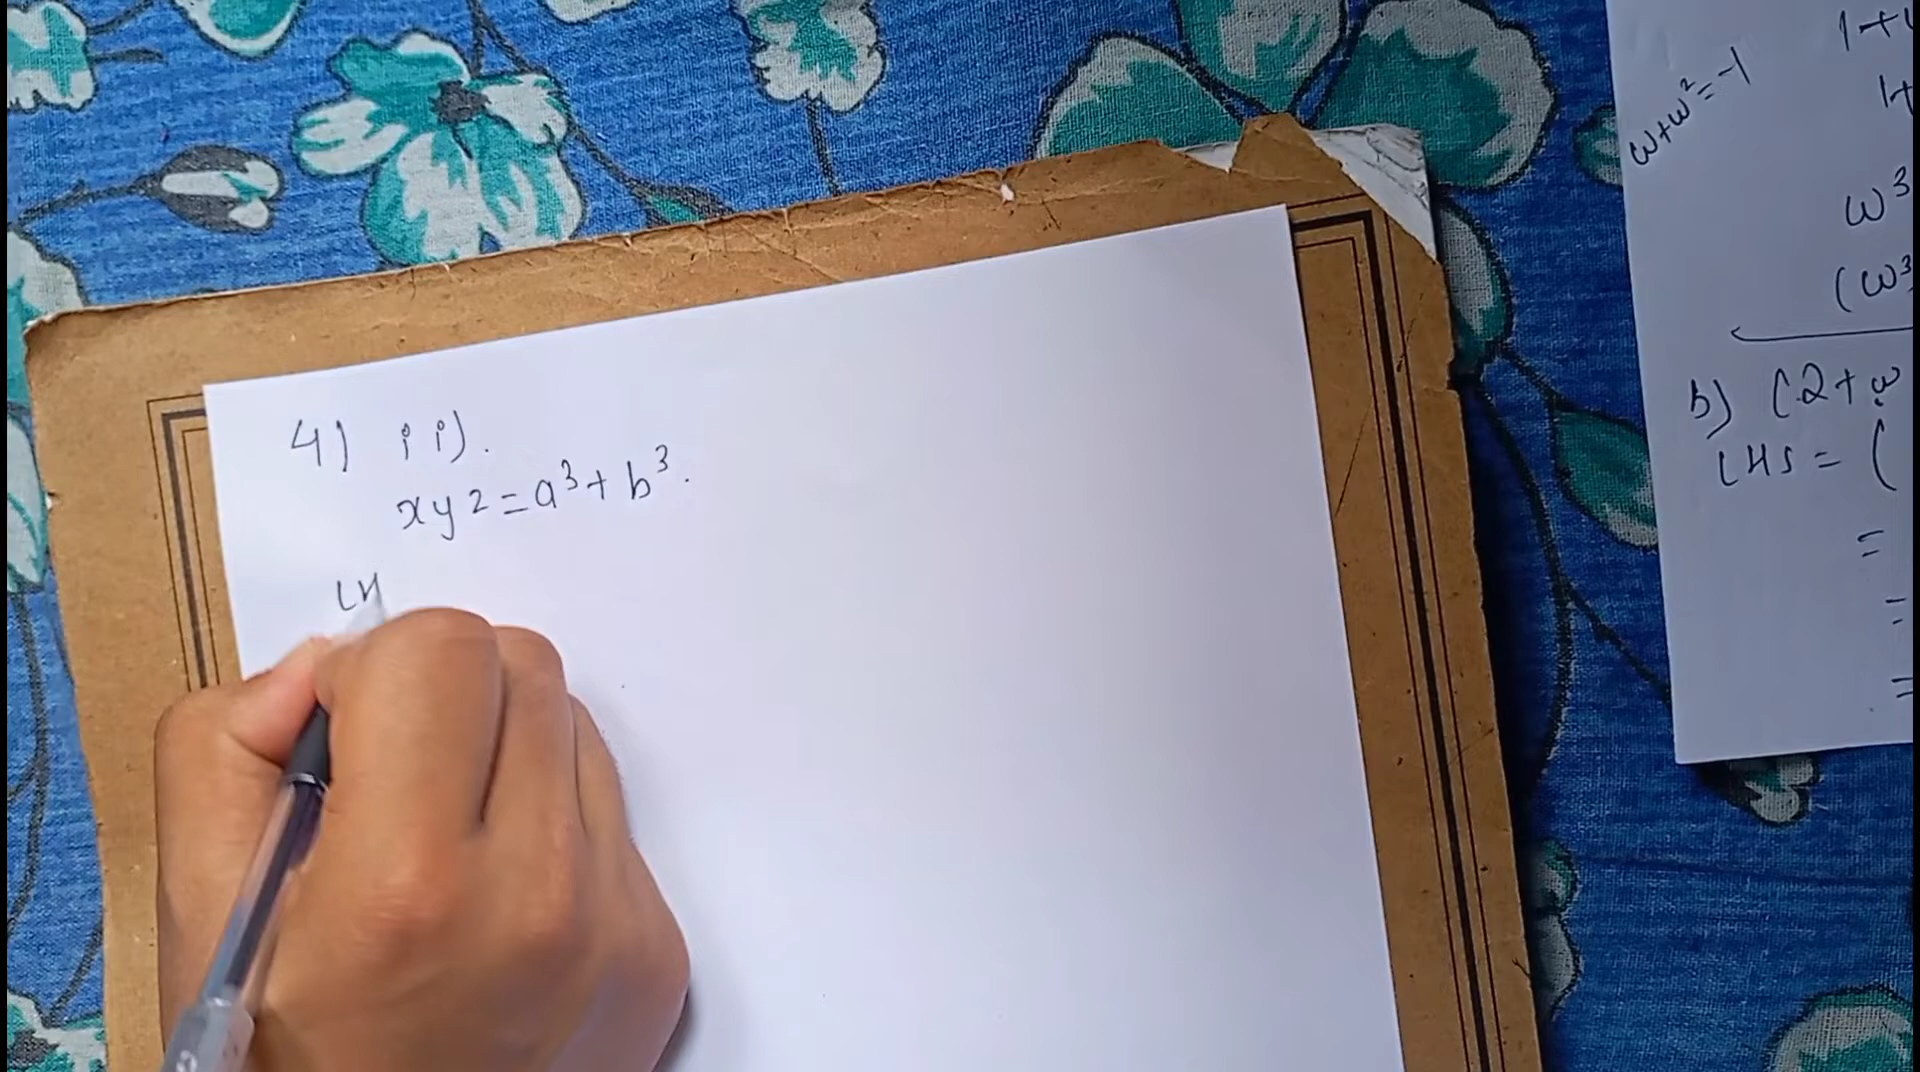 4) ii).
xyz = a³ + b³.
LH
ω+ω²=-1
1+
1+
ω³
(ω³
b) (2+ω
LHS = (
=
=
=